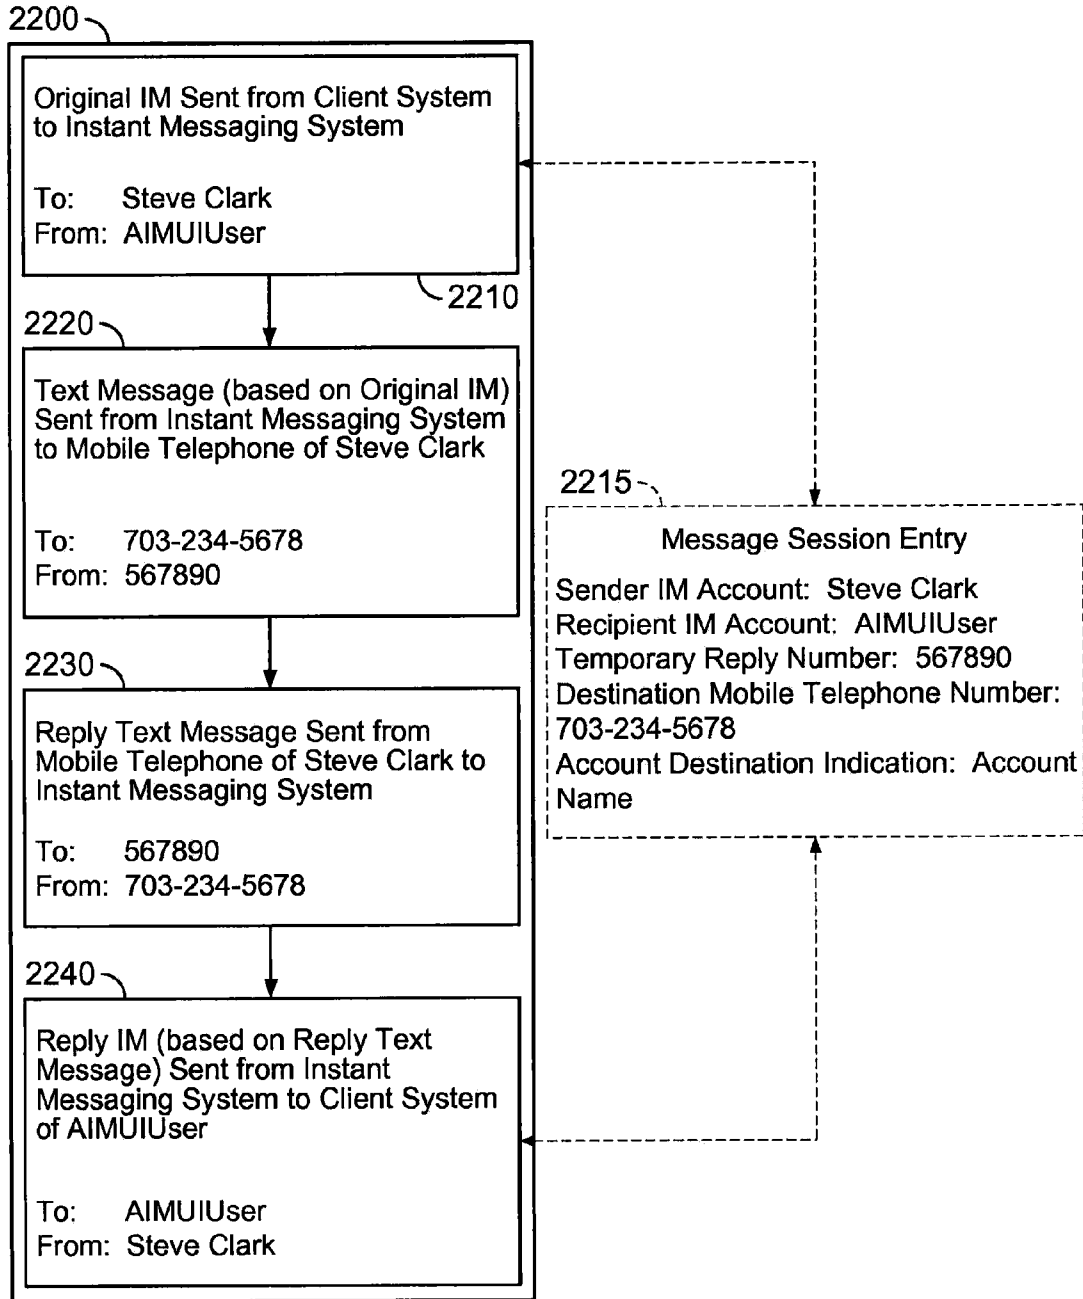 2200
Original IM Sent from Client System
to Instant Messaging System
To: Steve Clark
From: AIMUIUser
2210
2220
Text Message (based on Original IM)
Sent from Instant Messaging System
to Mobile Telephone of Steve Clark
To: 703-234-5678
From: 567890
2215
Message Session Entry
Sender IM Account: Steve Clark
Recipient IM Account: AIMUIUser
Temporary Reply Number: 567890
Destination Mobile Telephone Number:
703-234-5678
Account Destination Indication: Account
Name
2230
Reply Text Message Sent from
Mobile Telephone of Steve Clark to
Instant Messaging System
To: 567890
From: 703-234-5678
2240
Reply IM (based on Reply Text
Message) Sent from Instant
Messaging System to Client System
of AIMUIUser
To: AIMUIUser
From: Steve Clark